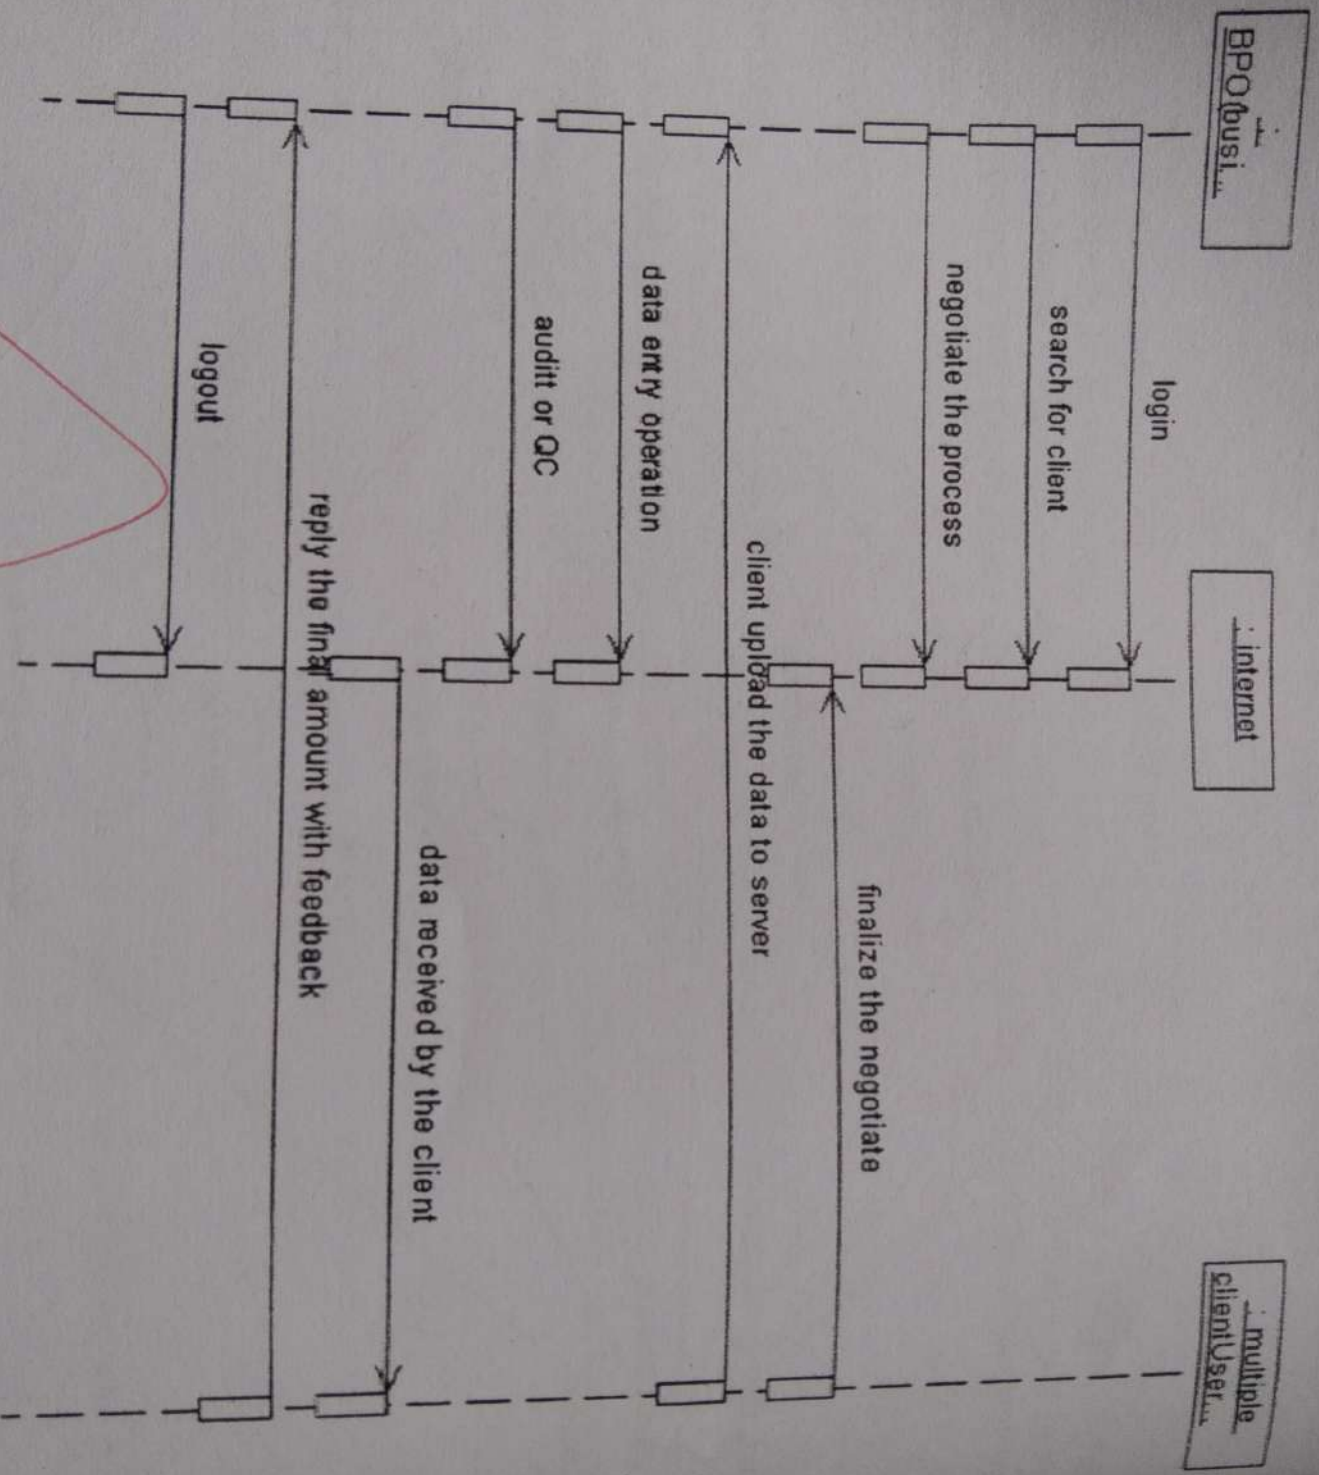 :
BPO(busi...
: internet
: multiple
clientUser...
login
search for client
negotiate the process
finalize the negotiate
client upload the data to server
data entry operation
auditt or QC
data received by the client
reply the final amount with feedback
logout